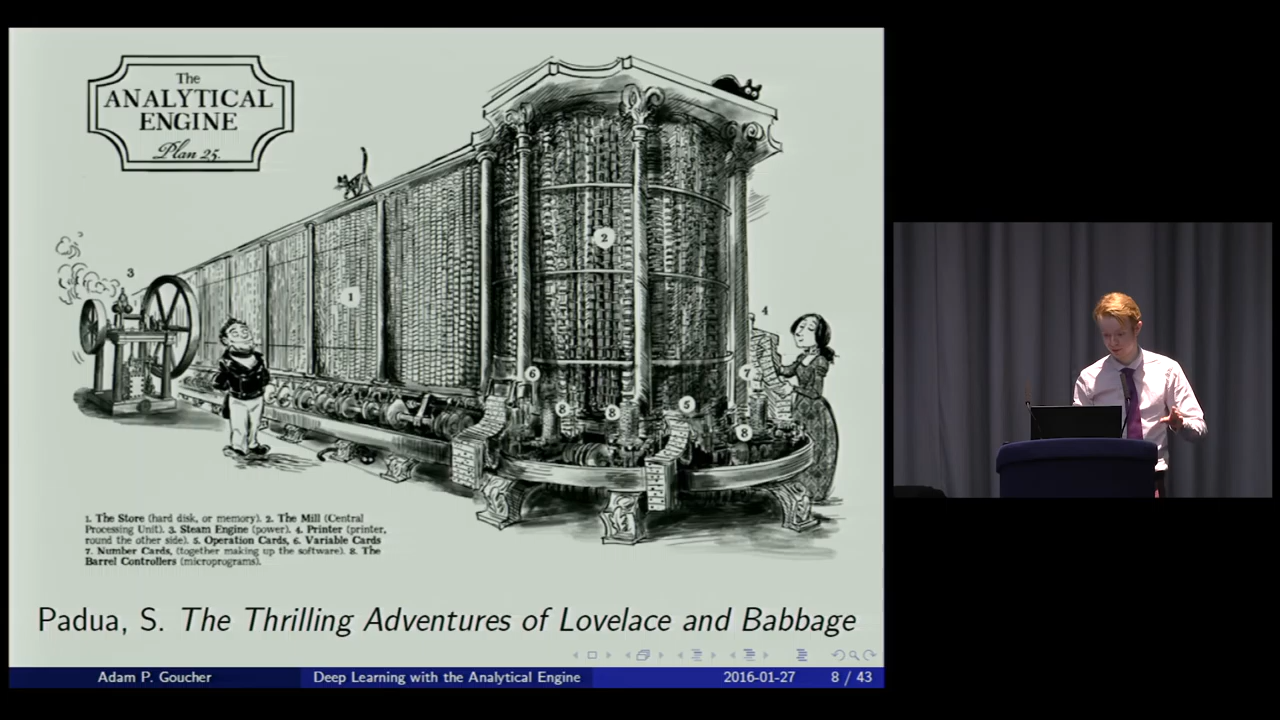 The
ANALYTICAL
ENGINE
Plan 25.
3
2
1
4
6
7
8
8
5
8
1. The Store (hard disk, or memory). 2. The Mill (Central
Processing Unit). 3. Steam Engine (power). 4. Printer (printer,
round the other side). 5. Operation Cards, 6. Variable Cards
7. Number Cards, (together making up the software). 8. The
Barrel Controllers (microprograms).
Padua, S. The Thrilling Adventures of Lovelace and Babbage
Adam P. Goucher Deep Learning with the Analytical Engine 2016-01-27 8 / 43